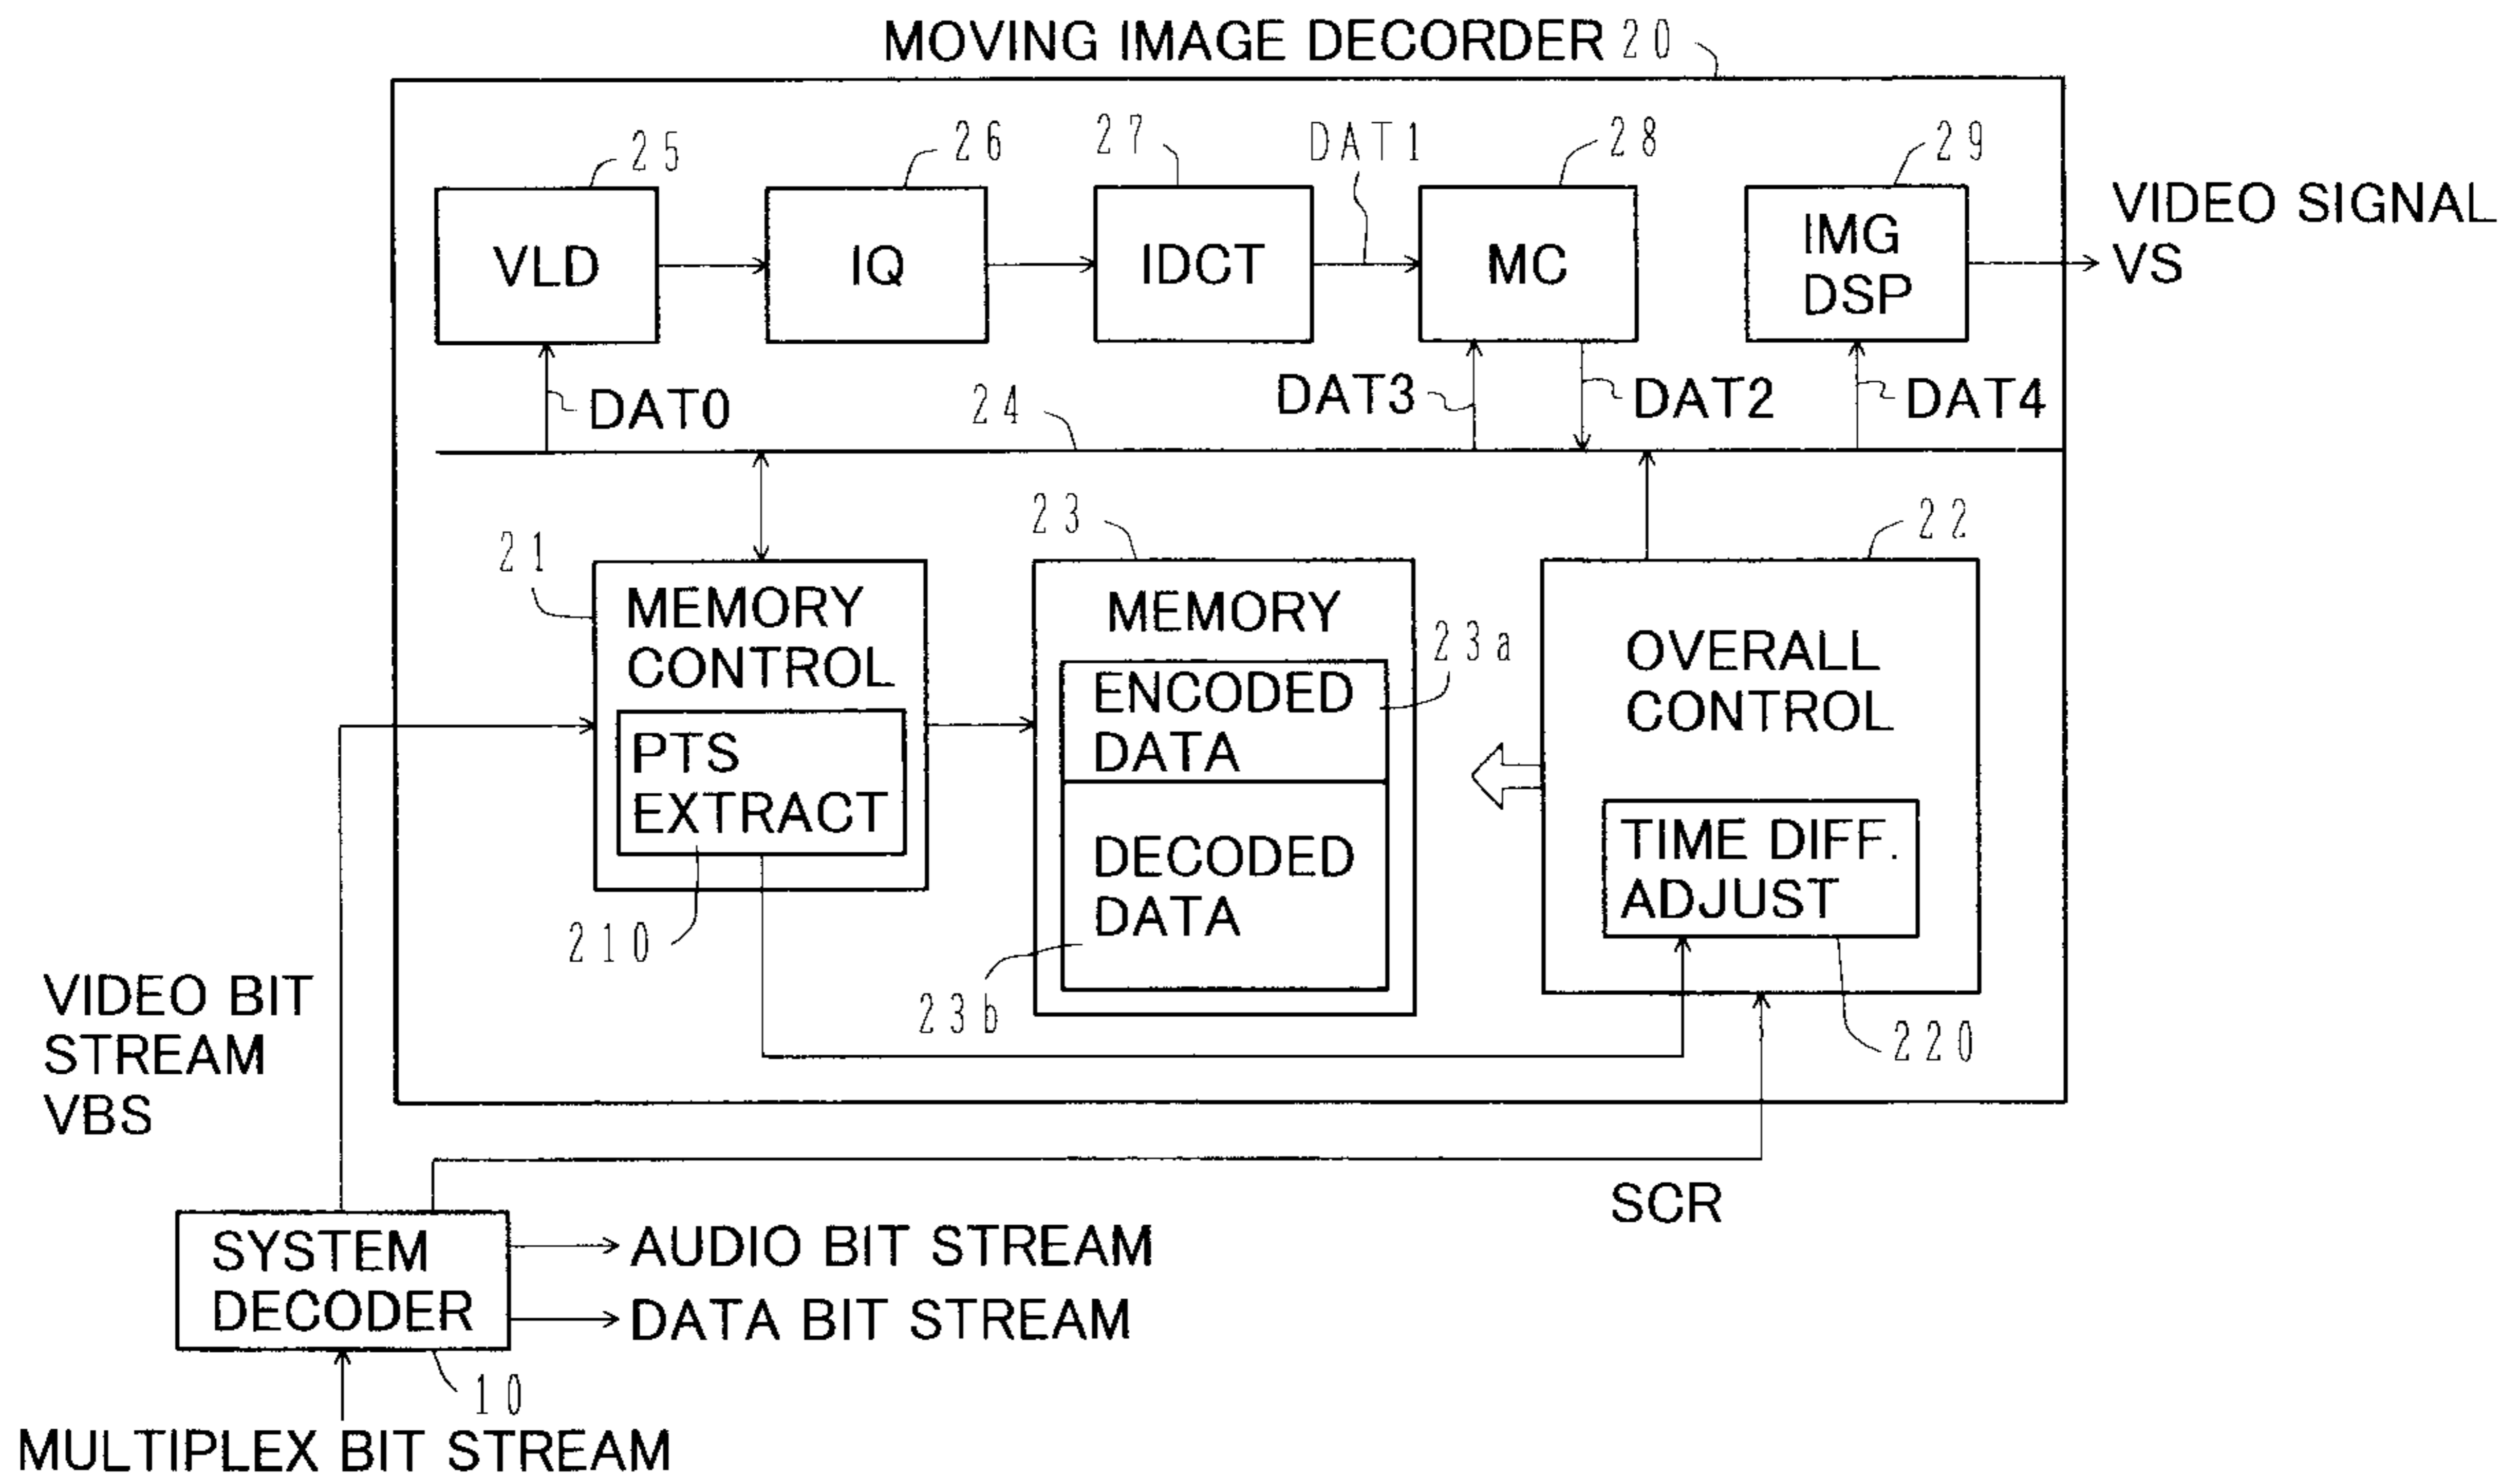 MOVING IMAGE DECORDER 20
25
26
27
DAT1
28
29
VLD
IQ
IDCT
MC
IMG
DSP
VIDEO SIGNAL
VS
DAT0
24
DAT3
DAT2
DAT4
21
23
22
MEMORY
CONTROL
PTS
EXTRACT
210
MEMORY
23a
ENCODED
DATA
DECODED
DATA
23b
OVERALL
CONTROL
TIME DIFF.
ADJUST
220
VIDEO BIT
STREAM
VBS
SCR
SYSTEM
DECODER
AUDIO BIT STREAM
DATA BIT STREAM
10
MULTIPLEX BIT STREAM